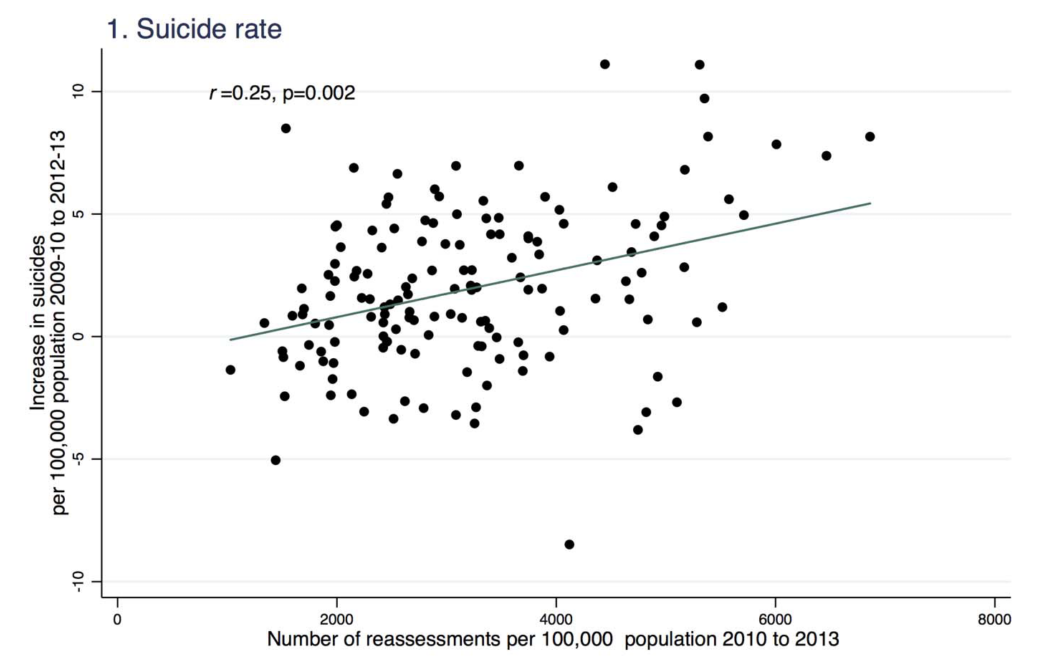 1. Suicide rate
r =0.25, p=0.002
Increase in suicides
per 100,000 population 2009-10 to 2012-13
10
5
0
-5
-10
0 2000 4000 6000 8000
Number of reassessments per 100,000 population 2010 to 2013